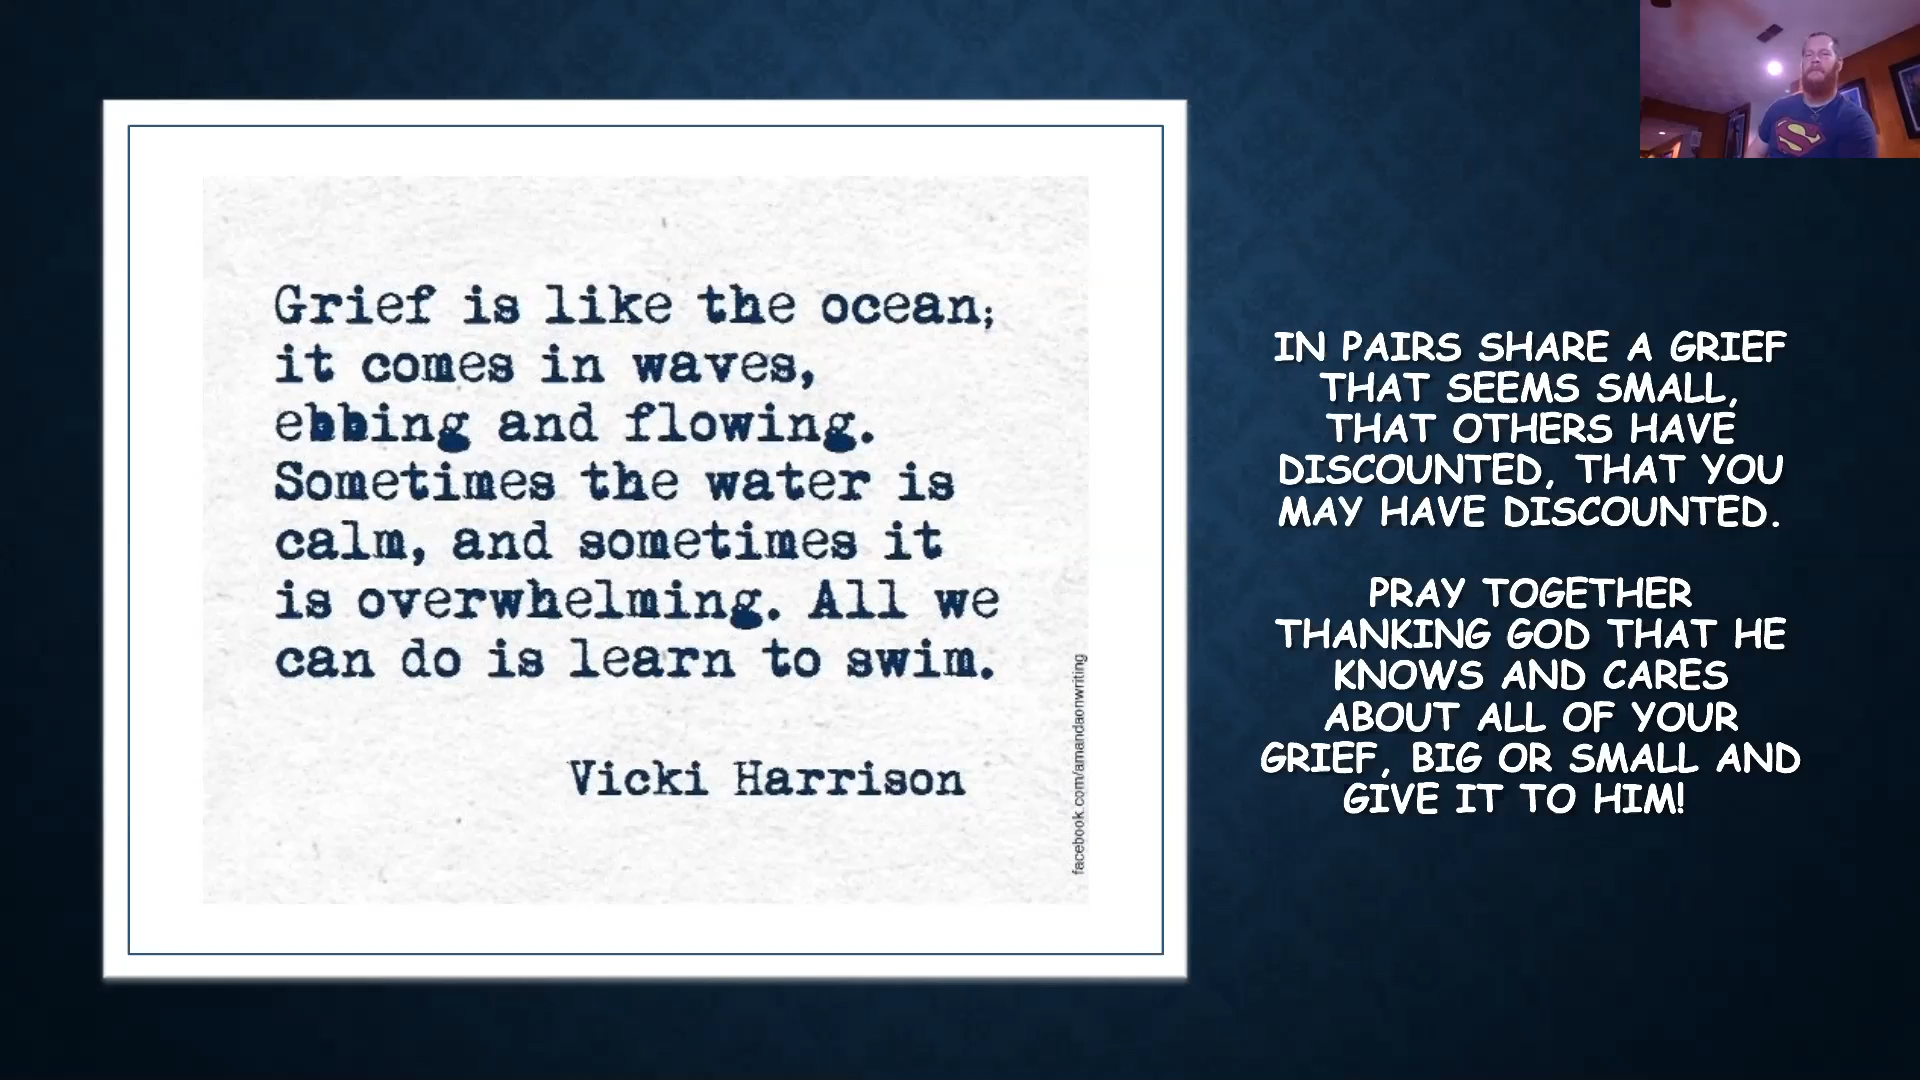 Grief is like the ocean;
it comes in waves,
ebbing and flowing.
Sometimes the water is
calm, and sometimes it
is overwhelming. All we
can do is learn to swim.
Vicki Harrison
facebook.com/amandaonwriting
IN PAIRS SHARE A GRIEF
THAT SEEMS SMALL,
THAT OTHERS HAVE
DISCOUNTED, THAT YOU
MAY HAVE DISCOUNTED.
PRAY TOGETHER
THANKING GOD THAT HE
KNOWS AND CARES
ABOUT ALL OF YOUR
GRIEF, BIG OR SMALL AND
GIVE IT TO HIM!
S